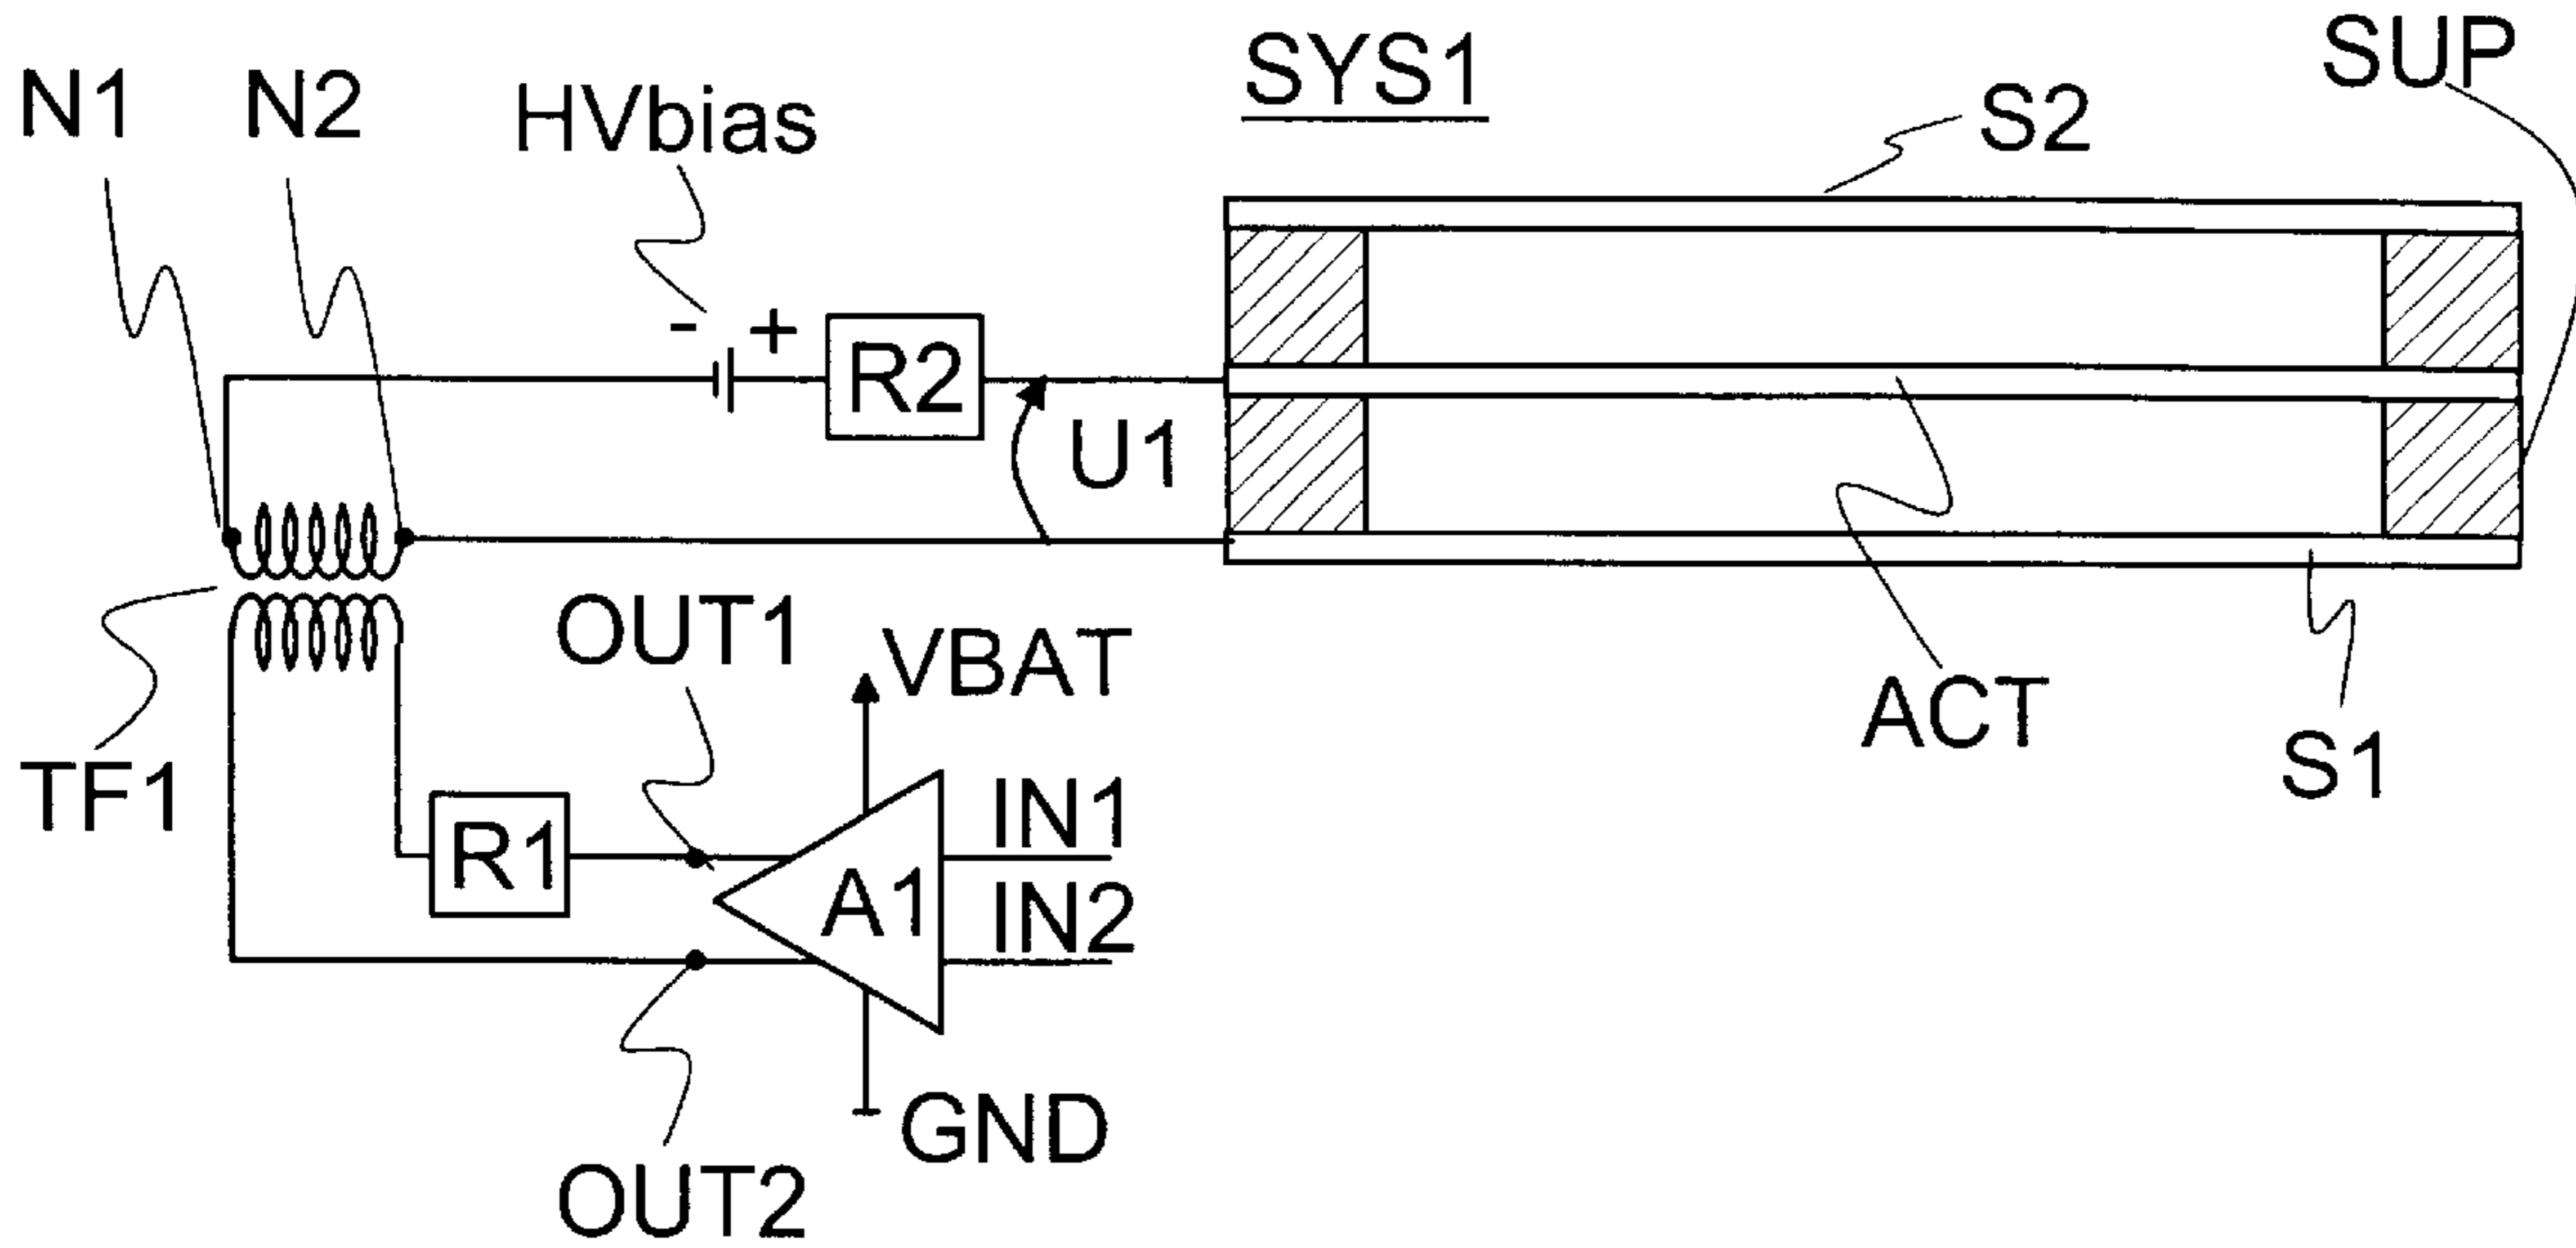 SYS1
SUP
N1
N2
HVbias
S2
-
+
R2
U1
OUT1
VBAT
ACT
TF1
S1
R1
A1
IN1
IN2
GND
OUT2